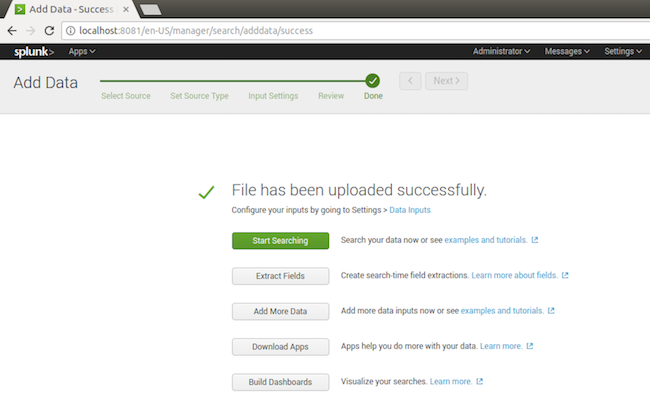 Add Data - Success
localhost:8081/en-US/manager/search/adddata/success
splunk> Apps Administrator Messages Settings
Add Data
Select Source Set Source Type Input Settings Review Done
< Next >
File has been uploaded successfully.
Configure your inputs by going to Settings > Data Inputs
Start Searching Search your data now or see examples and tutorials.
Extract Fields Create search-time field extractions. Learn more about fields.
Add More Data Add more data inputs now or see examples and tutorials.
Download Apps Apps help you do more with your data. Learn more.
Build Dashboards Visualize your searches. Learn more.